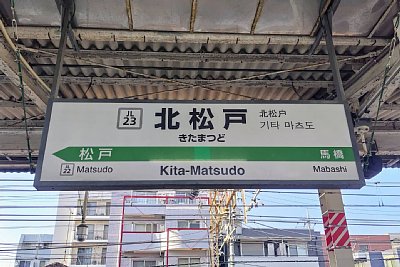 JL
23
北松戸
きたまつど
北松户
기타 마츠도
松戸
馬橋
JL
22
Matsudo
Kita-Matsudo
Mabashi